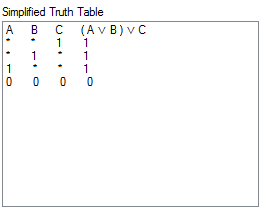 Simplified Truth Table
A B C (A ∨ B) ∨ C
* * 1 1
* 1 * 1
1 * * 1
0 0 0 0